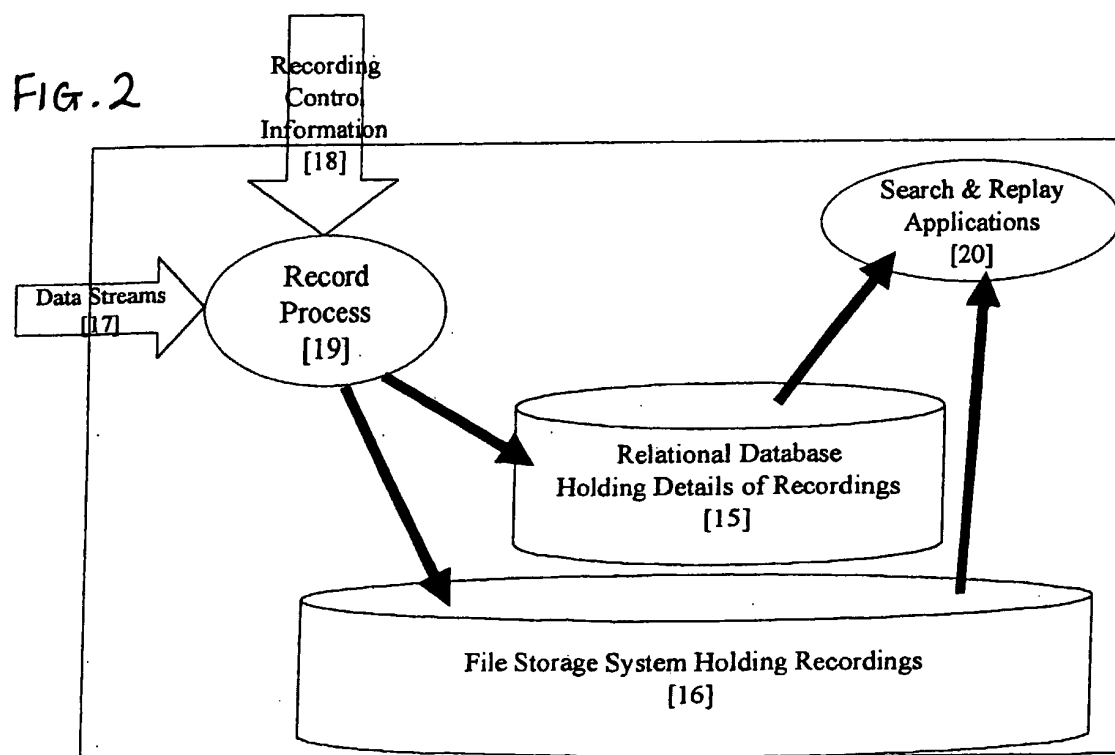 FIG. 2
Recording
Control
Information
[18]
Search & Replay
Applications
[20]
Data Streams
[17]
Record
Process
[19]
Relational Database
Holding Details of Recordings
[15]
File Storage System Holding Recordings
[16]